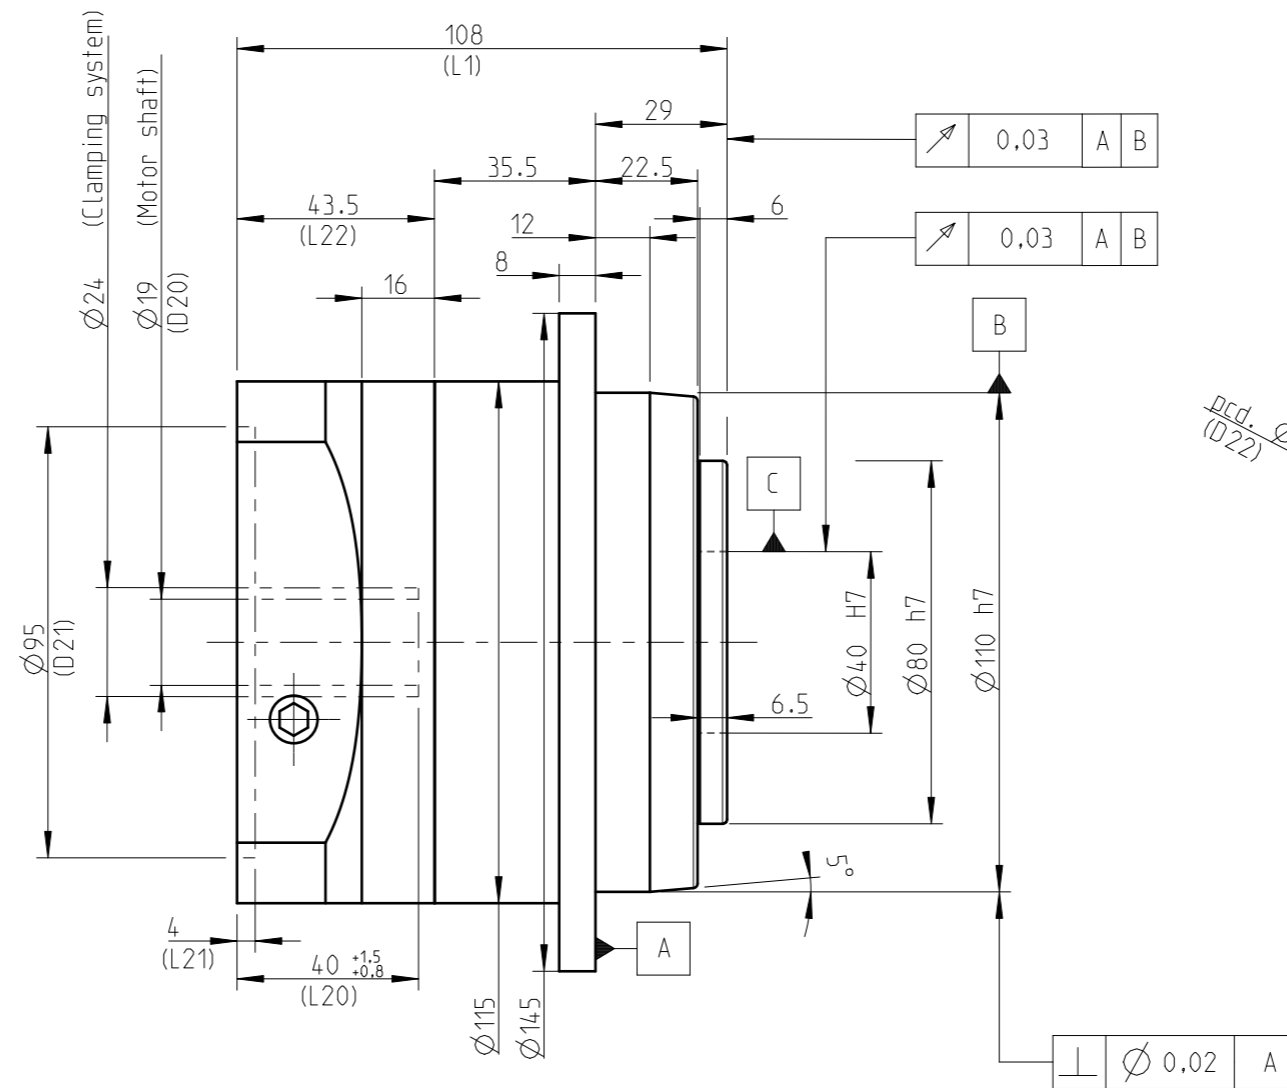 108
(L1)
29
↗ 0,03 A B
35.5
22.5
43.5
(L22)
12
6
↗ 0,03 A B
8
16
Ø24 (Clamping system)
Ø19 (Motor shaft)
(D20)
B
pcd. Ø
(D22)
C
Ø95
(D21)
Ø40 H7
Ø80 h7
Ø110 h7
6.5
5°
4
(L21)
40 +1.5 +0.8
(L20)
A
Ø115
Ø145
⊥ Ø 0,02 A